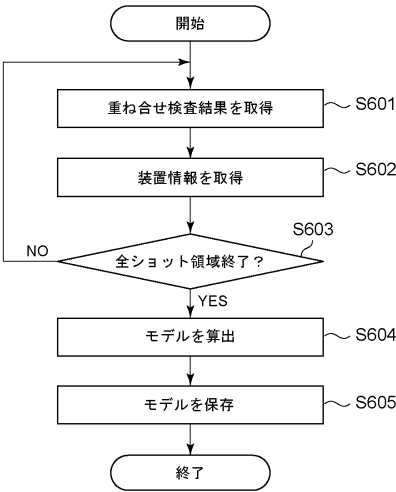 開始
重ね合せ検査結果を取得
S601
装置情報を取得
S602
S603
全ショット領域終了？
NO
YES
モデルを算出
S604
モデルを保存
S605
終了